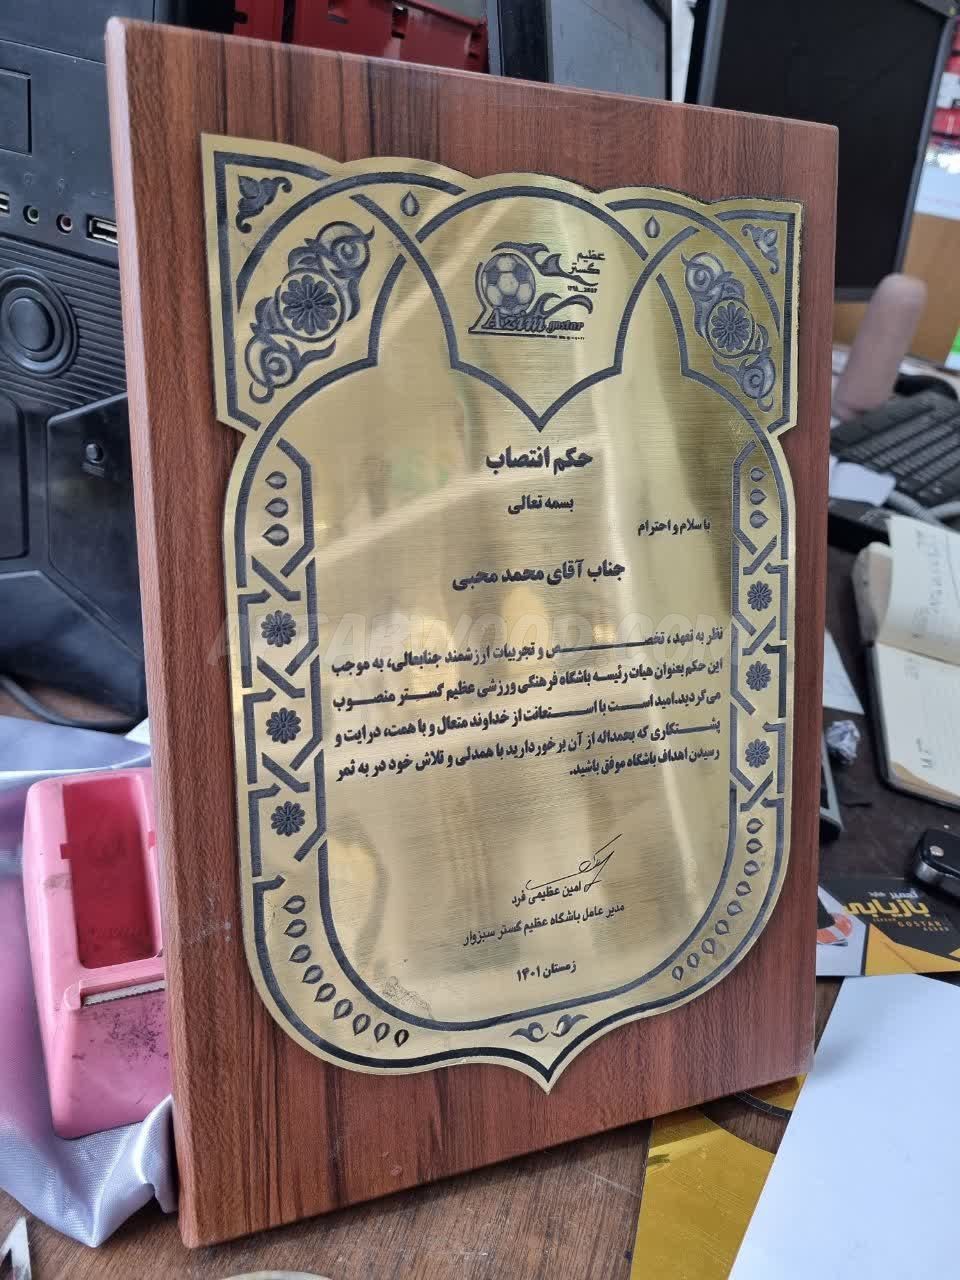 عظیم
گستر
Azim gostar
حکم انتصاب
بسمه تعالی
با سلام و احترام
جناب آقای محمد محبی
نظر به تعهد ، تخصص و تجربیات ارزشمند جنابعالی، به موجب
این حکم بعنوان هیات رئیسه باشگاه فرهنگی ورزشی عظیم گستر منصوب
می گردید.امید است با استعانت از خداوند متعال و با همت، درایت و
پشتکاری که بحمداله از آن برخوردارید با همدلی و تلاش خود در به ثمر
رسیدن اهداف باشگاه موفق باشید.
امین عظیمی فرد
مدیر عامل باشگاه عظیم گستر سبزوار
زمستان ۱۴۰۱
بازیابی
GOSTAR